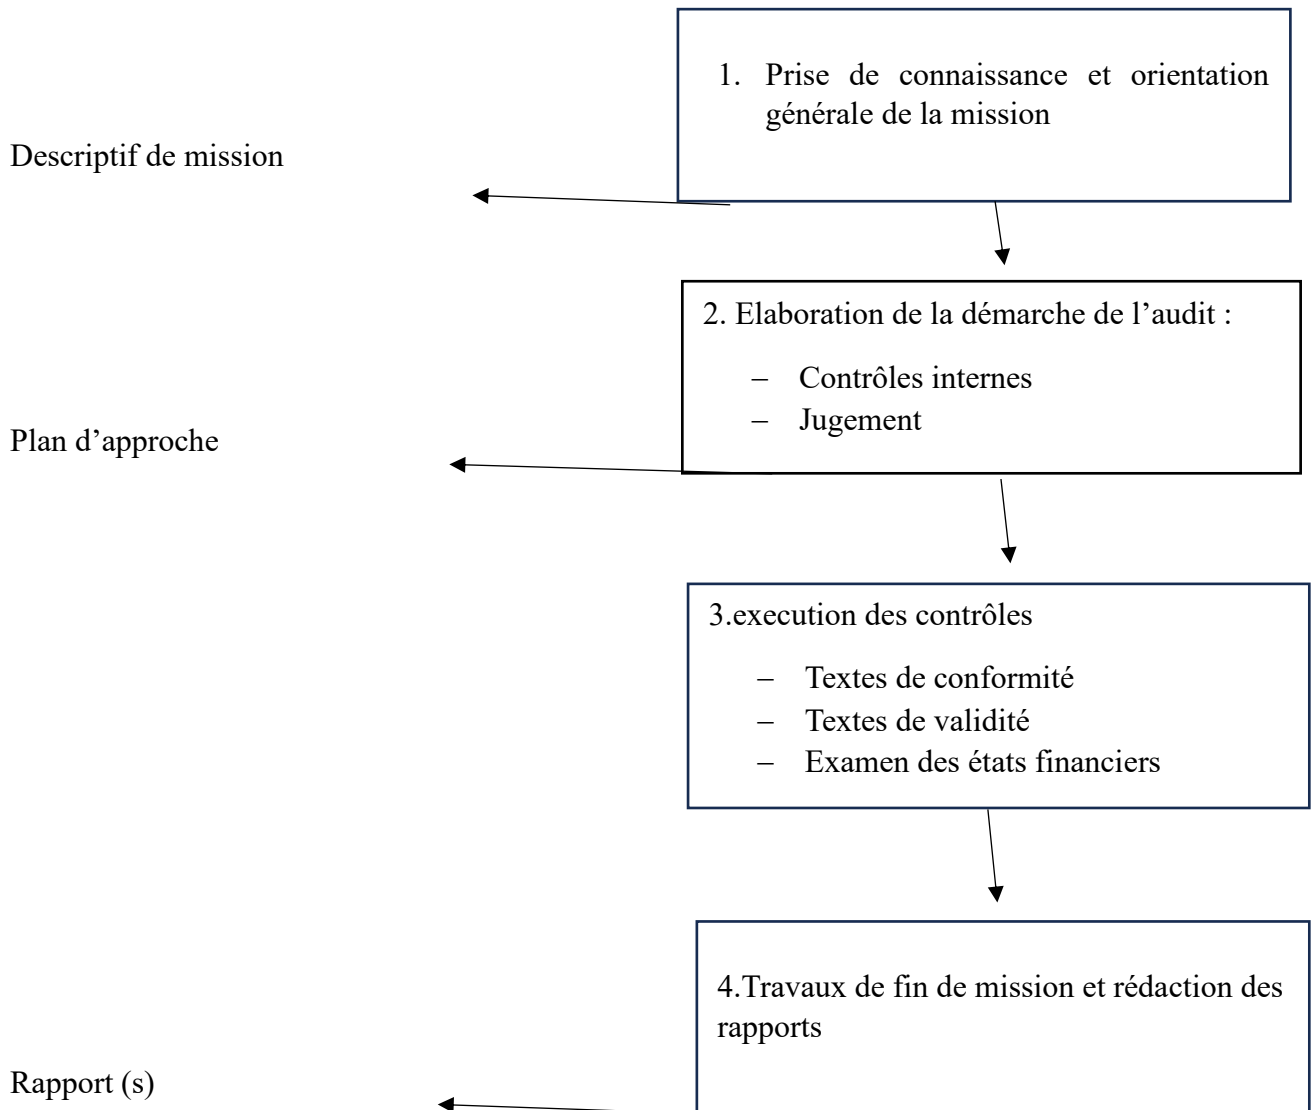 1. Prise de connaissance et orientation
générale de la mission
Descriptif de mission
2. Elaboration de la démarche de l’audit :
– Contrôles internes
– Jugement
Plan d’approche
3.execution des contrôles
– Textes de conformité
– Textes de validité
– Examen des états financiers
4.Travaux de fin de mission et rédaction des
rapports
Rapport (s)